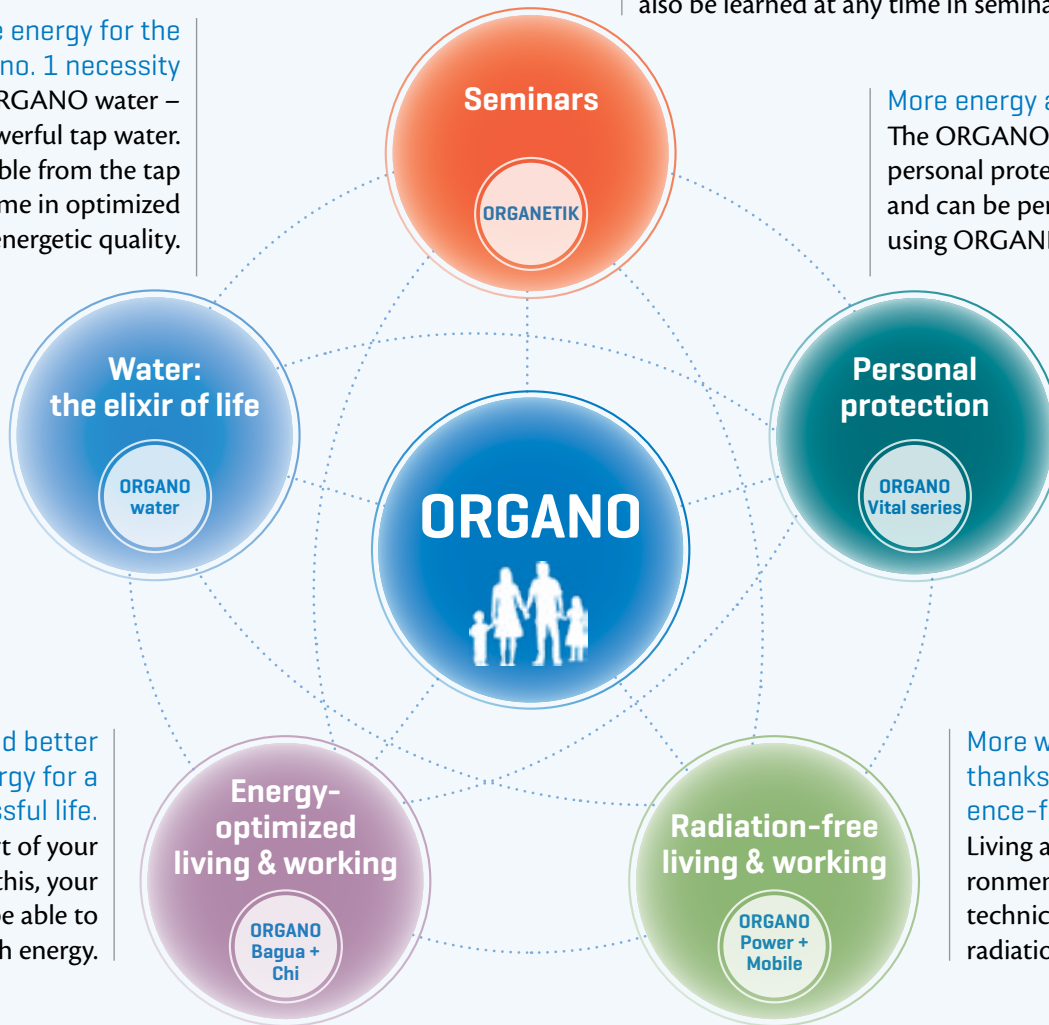 also be learned at any time in semina
e energy for the
no. 1 necessity
RGANO water –
werful tap water.
ble from the tap
me in optimized
energetic quality.
Seminars
ORGANETIK
More energy a
The ORGANO
personal prote
and can be per
using ORGANI
Water:
the elixir of life
ORGANO
water
Personal
protection
ORGANO
Vital series
ORGANO
d better
rgy for a
ssful life.
rt of your
this, your
be able to
h energy.
Energy-
optimized
living & working
ORGANO
Bagua +
Chi
Radiation-free
living & working
ORGANO
Power +
Mobile
More w
thanks
ence-f
Living a
ronmen
technic
radiatio